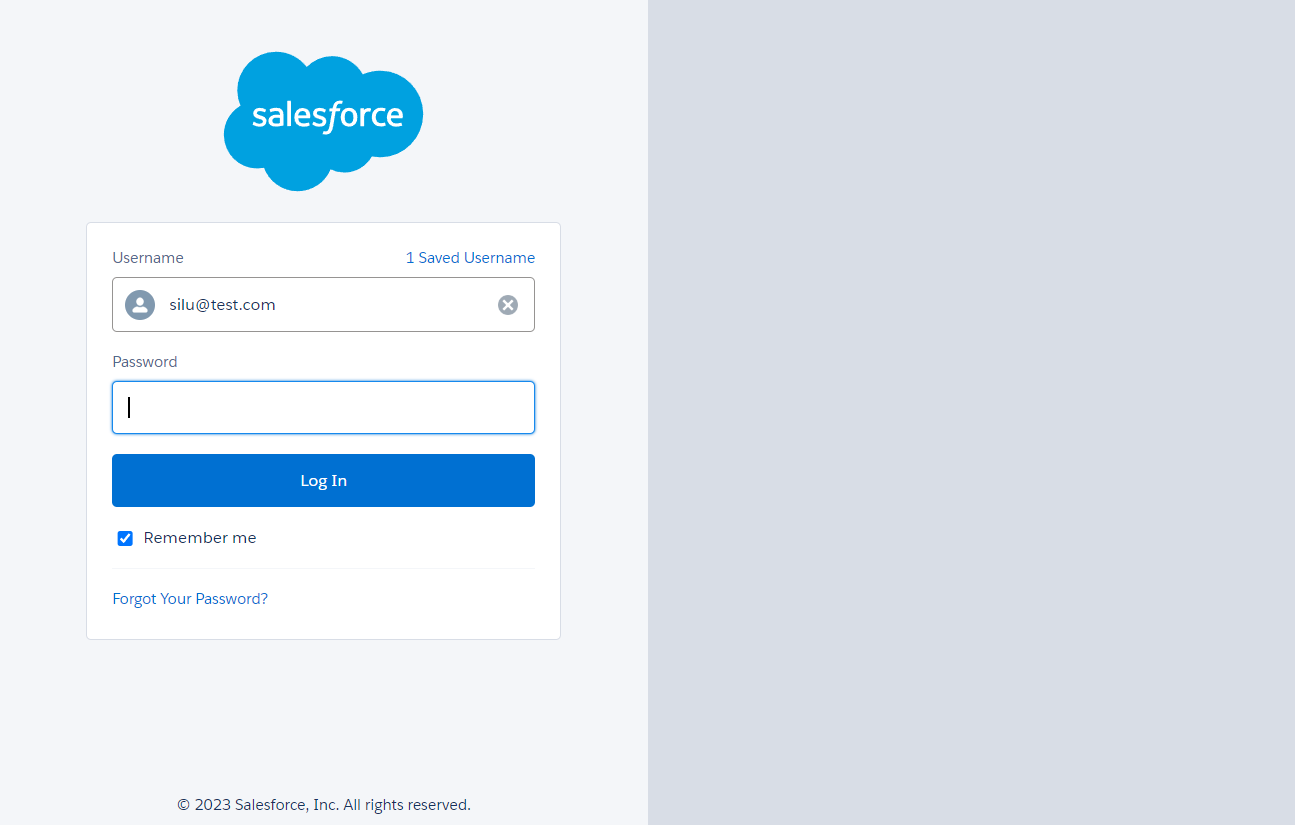 salesforce
Username 1 Saved Username
silu@test.com
Password
Log In
Remember me
Forgot Your Password?
© 2023 Salesforce, Inc. All rights reserved.